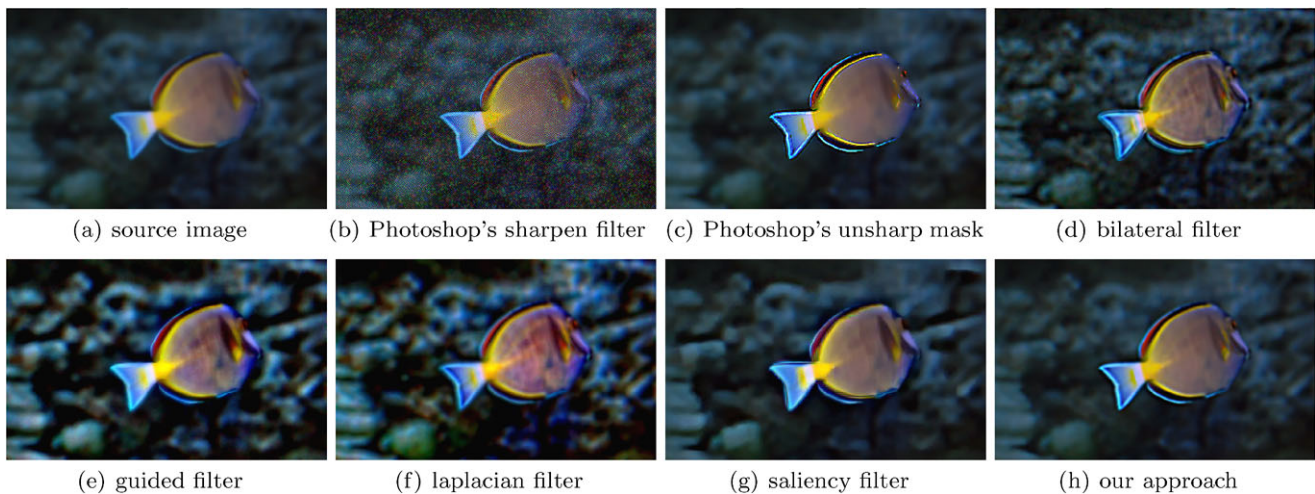 (a) source image
(b) Photoshop's sharpen filter
(c) Photoshop's unsharp mask
(d) bilateral filter
(e) guided filter
(f) laplacian filter
(g) saliency filter
(h) our approach